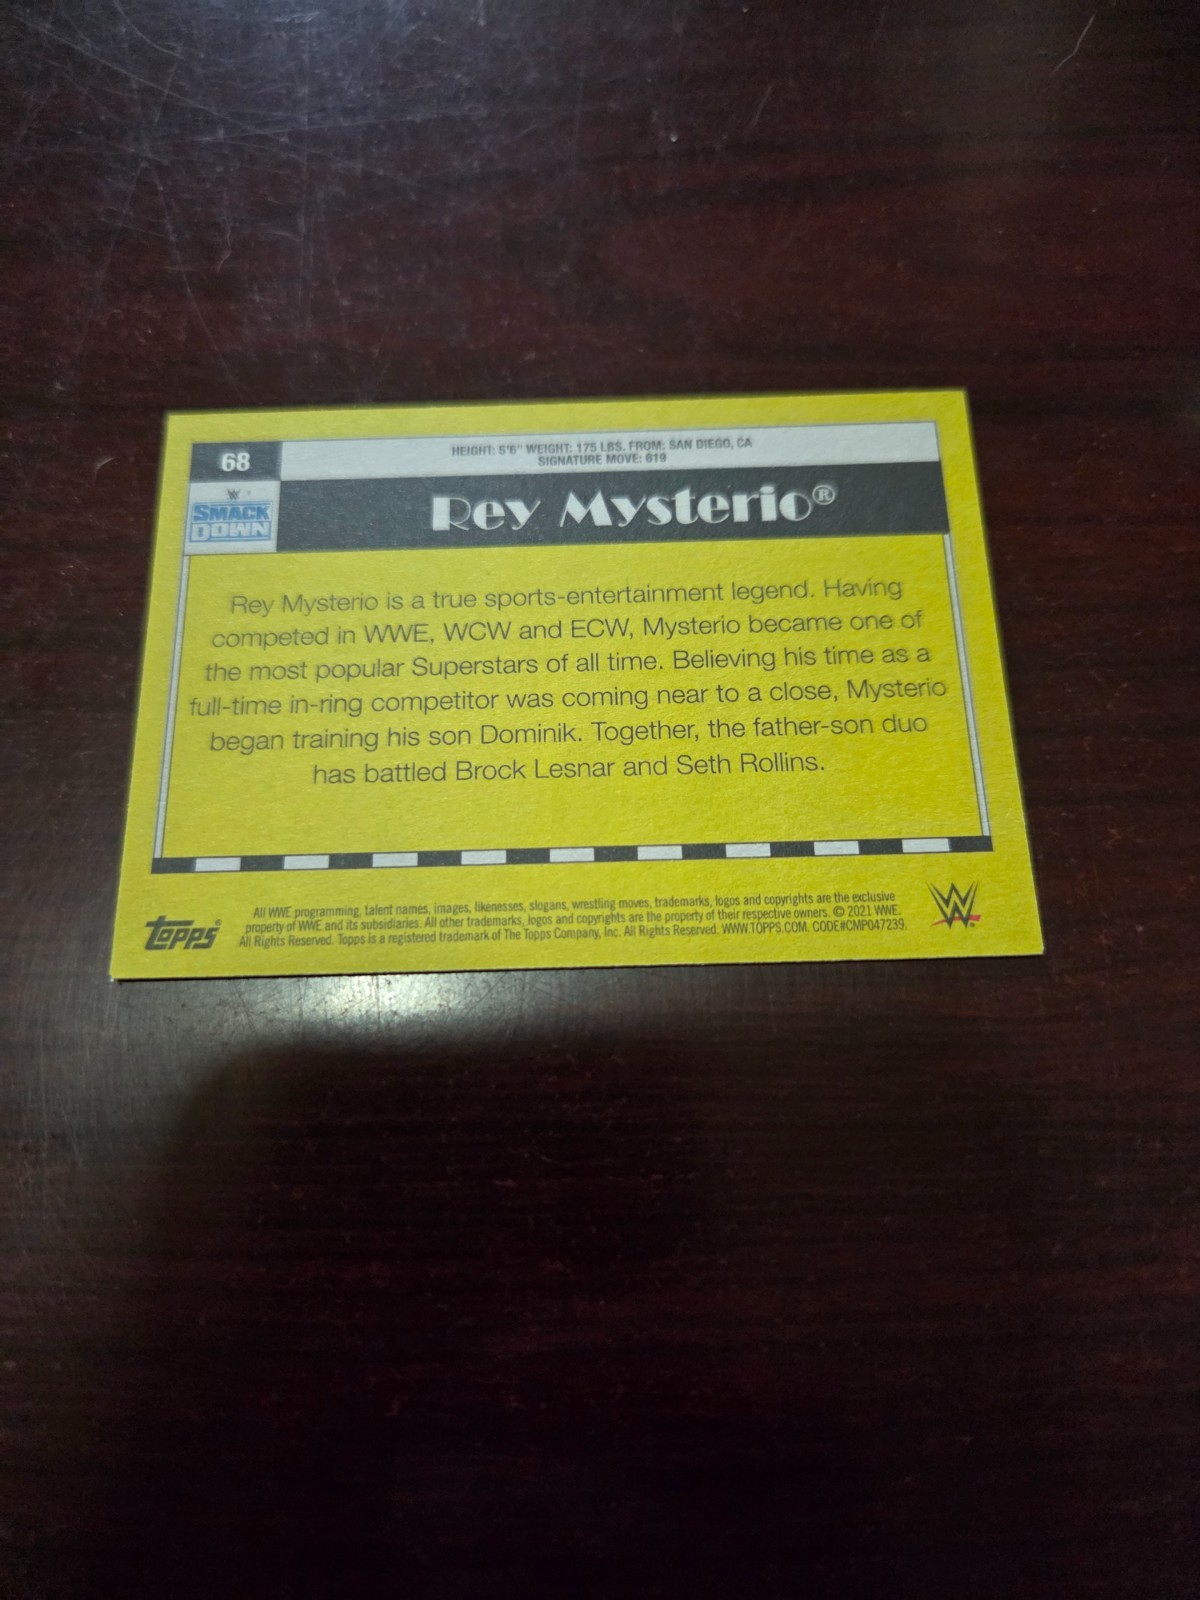 68
HEIGHT: 5'6" WEIGHT: 175 LBS. FROM: SAN DIEGO, CA
SIGNATURE MOVE: 619
W
SMACK
DOWN
Rey Mysterio®
Rey Mysterio is a true sports-entertainment legend. Having
competed in WWE, WCW and ECW, Mysterio became one of
the most popular Superstars of all time. Believing his time as a
full-time in-ring competitor was coming near to a close, Mysterio
began training his son Dominik. Together, the father-son duo
has battled Brock Lesnar and Seth Rollins.
Topps®
All WWE programming, talent names, images, likenesses, slogans, wrestling moves, trademarks, logos and copyrights are the exclusive
property of WWE and its subsidiaries. All other trademarks, logos and copyrights are the property of their respective owners. © 2021 WWE.
All Rights Reserved. Topps is a registered trademark of The Topps Company, Inc. All Rights Reserved. WWW.TOPPS.COM. CODE#CMP047239.
W